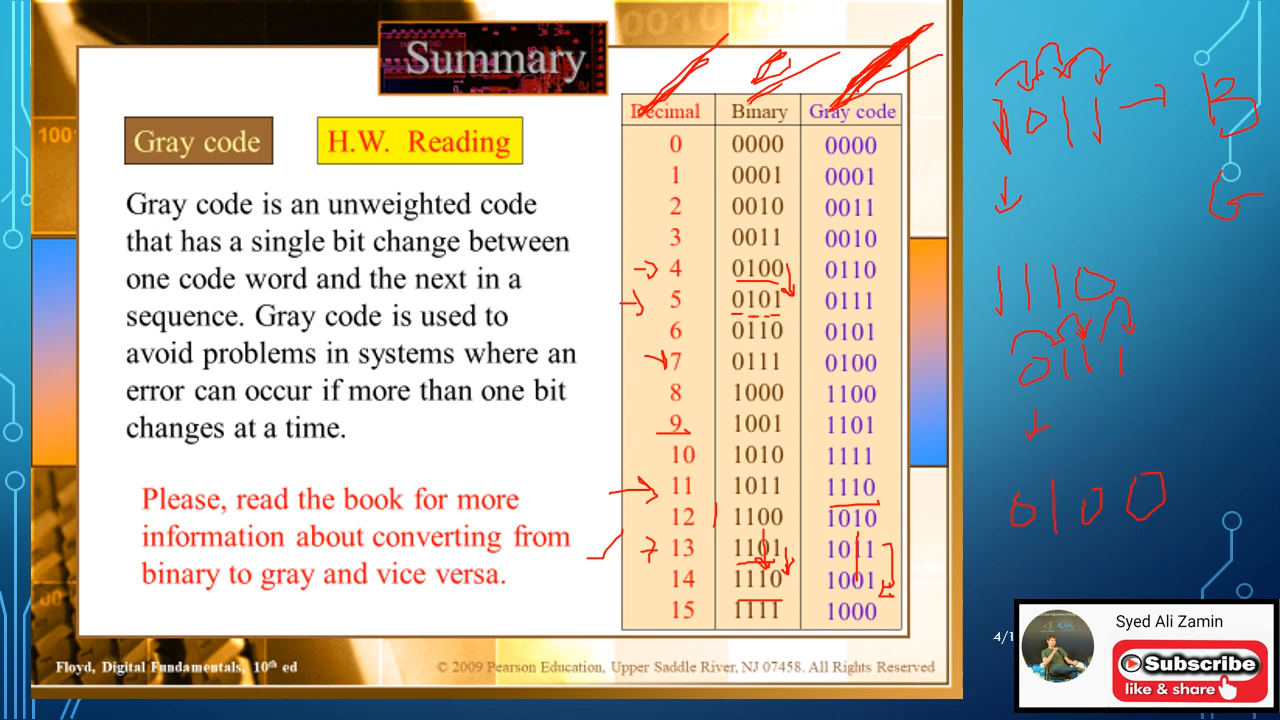 Summary
Gray code
H.W. Reading
Gray code is an unweighted code
that has a single bit change between
one code word and the next in a
sequence. Gray code is used to
avoid problems in systems where an
error can occur if more than one bit
changes at a time.
Please, read the book for more
information about converting from
binary to gray and vice versa.
Decimal Binary Gray code
0 0000 0000
1 0001 0001
2 0010 0011
3 0011 0010
4 0100 0110
5 0101 0111
6 0110 0101
7 0111 0100
8 1000 1100
9 1001 1101
10 1010 1111
11 1011 1110
12 1100 1010
13 1101 1011
14 1110 1001
15 1111 1000
1011 → B
G
1110
0111
0100
Floyd, Digital Fundamentals, 10th ed
© 2009 Pearson Education, Upper Saddle River, NJ 07458. All Rights Reserved
4/1
Syed Ali Zamin
Subscribe
like & share